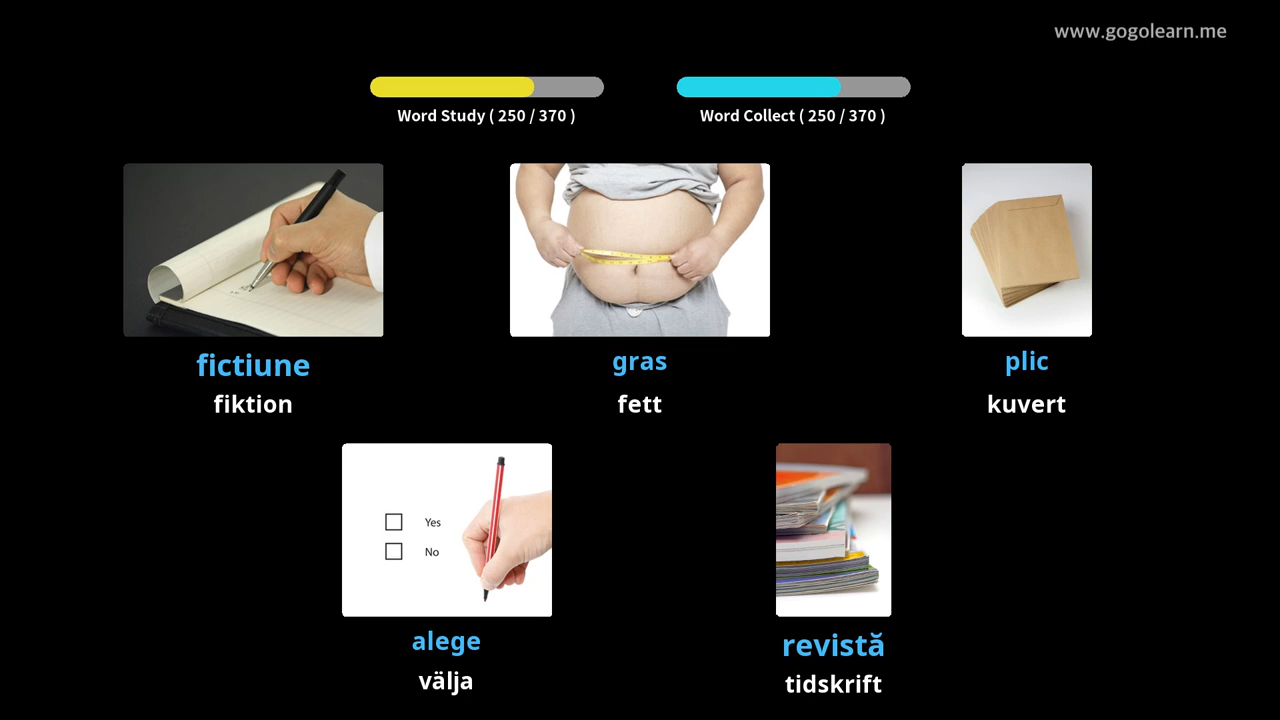 www.gogolearn.me
Word Study ( 250 / 370 )
Word Collect ( 250 / 370 )
fictiune
fiktion
gras
fett
plic
kuvert
Yes
No
alege
välja
revistă
tidskrift